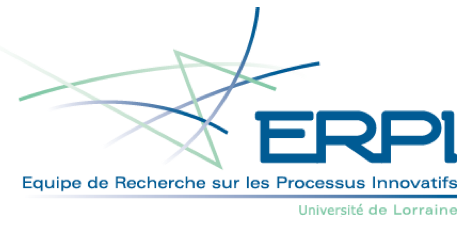 ERPI
Equipe de Recherche sur les Processus Innovatifs
Université de Lorraine